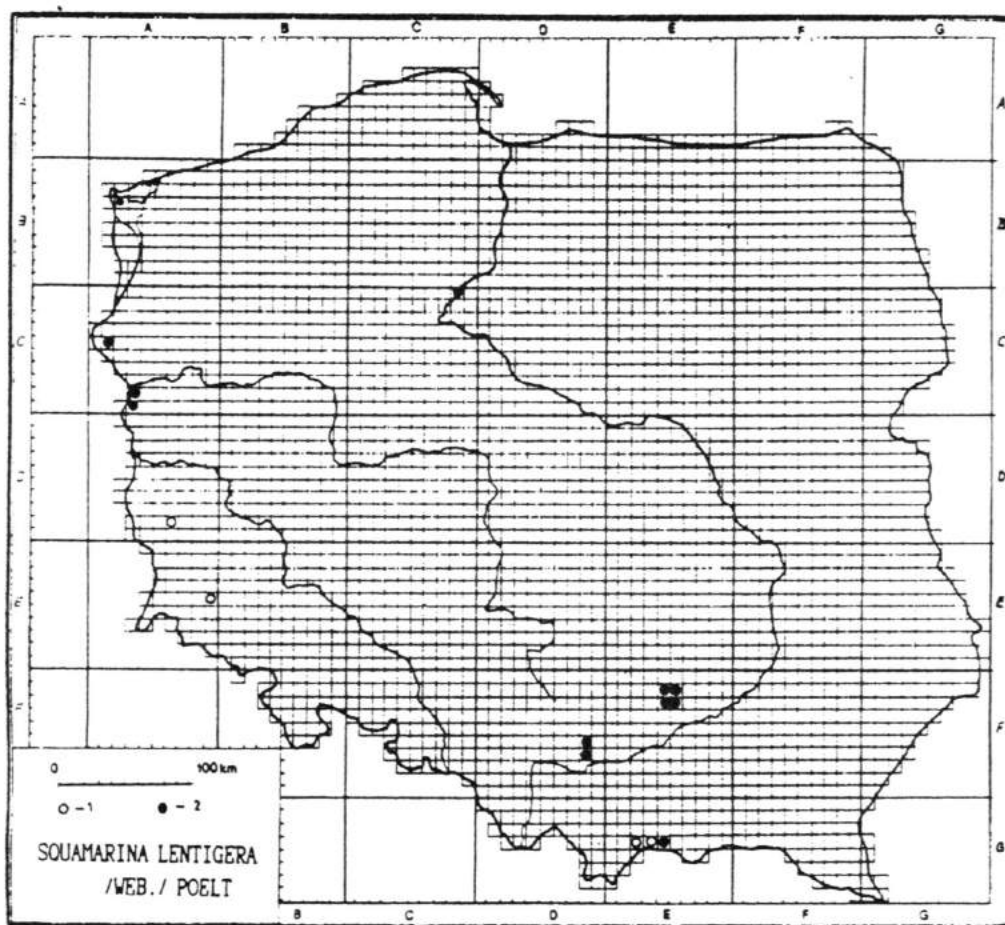 A B C D E F G
A A
B B
C C
D D
E E
F F
G
0 100 km
○-1 ●-2
SQUAMARINA LENTIGERA
/WEB./ POELT
B C D E F G